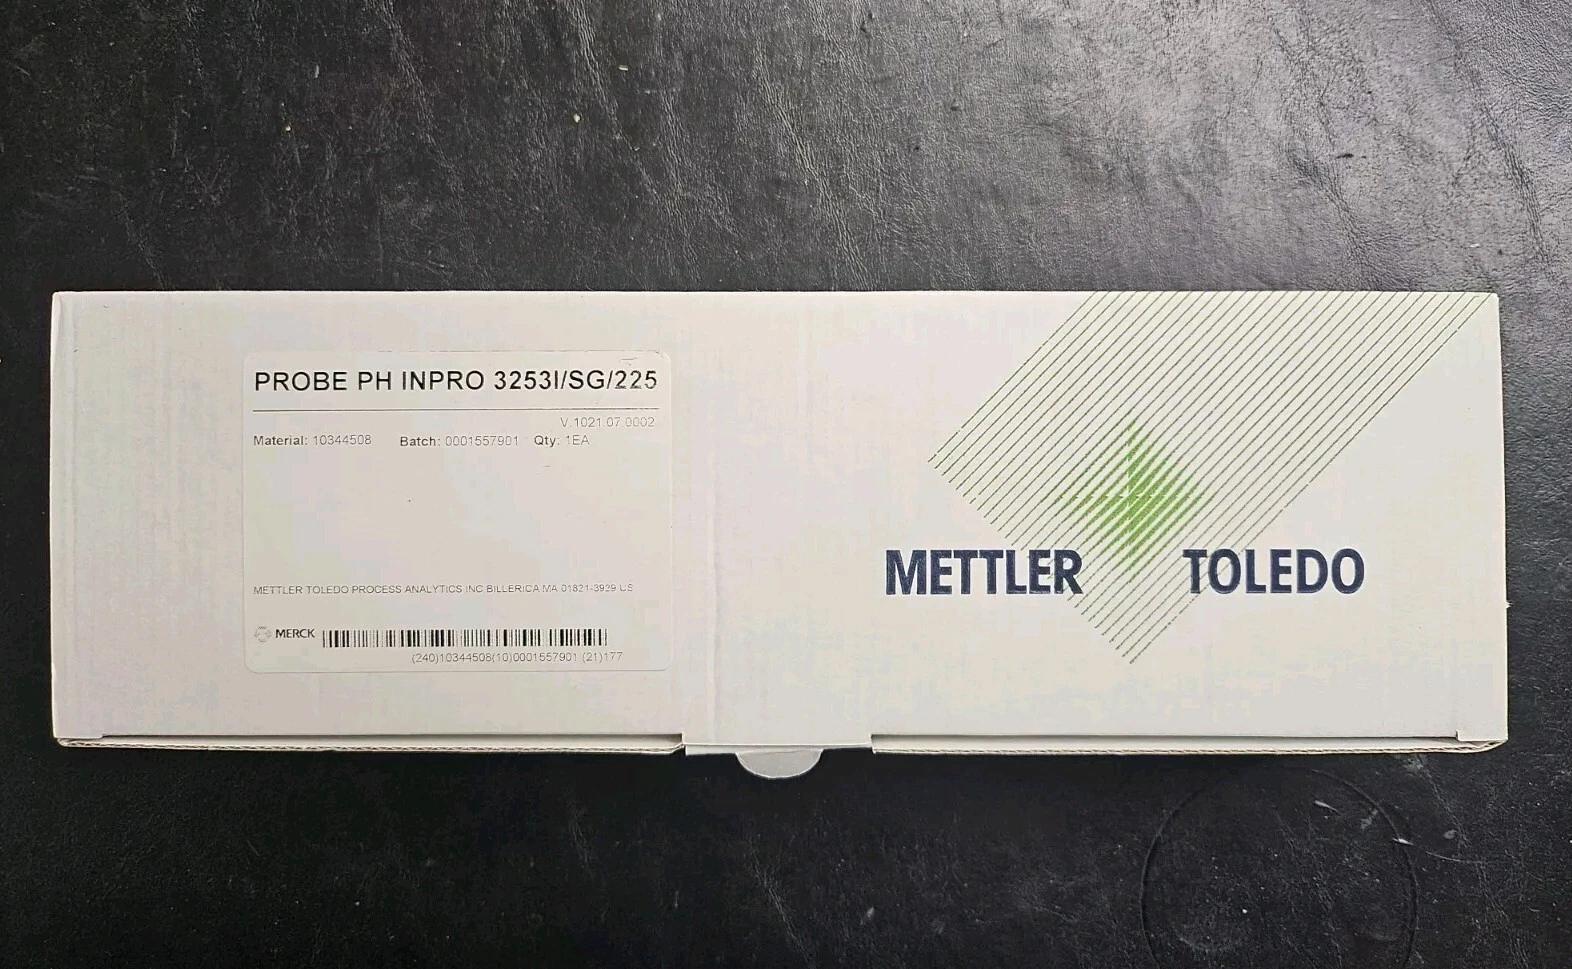 PROBE PH INPRO 3253I/SG/225
V.1021.07.0002
Material: 10344508 Batch: 0001557901 Qty: 1EA
METTLER TOLEDO PROCESS ANALYTICS INC BILLERICA MA 01821-3929 US
MERCK
(240)10344508(10)0001557901 (21)177
METTLER TOLEDO